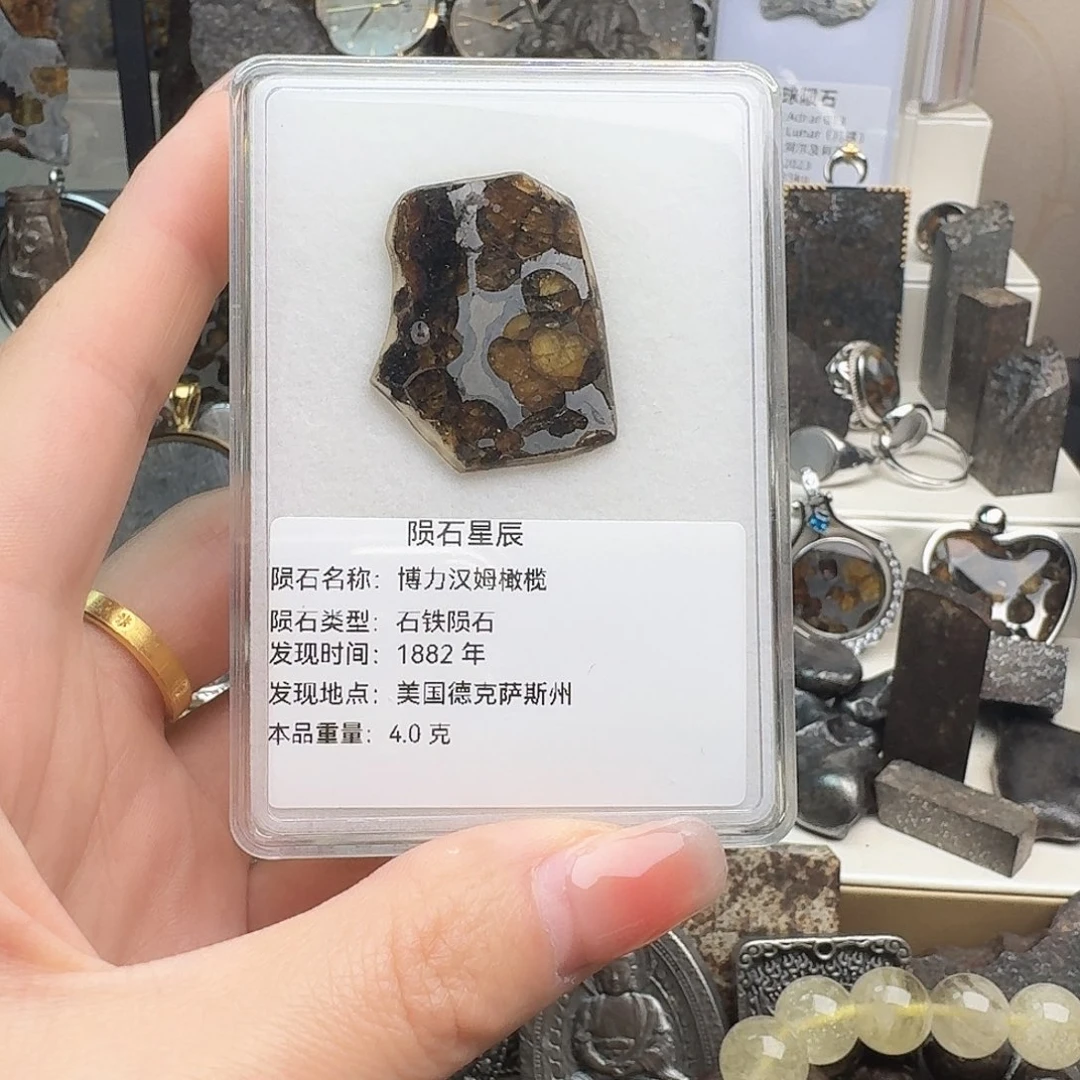 陨石星辰
陨石名称：博力汉姆橄榄
陨石类型：石铁陨石
发现时间：1882 年
发现地点：美国德克萨斯州
本品重量：4.0 克
陨石